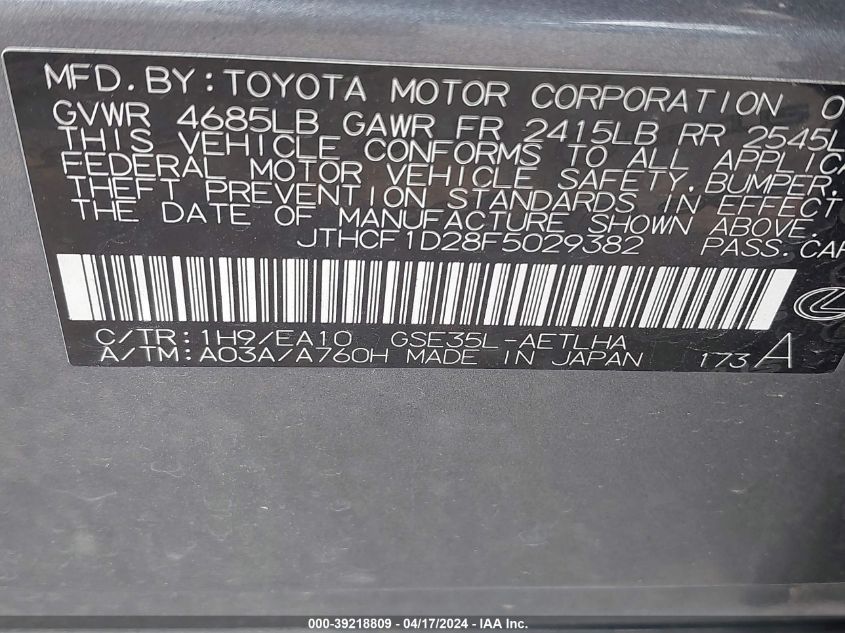 MFD.BY:TOYOTA MOTOR CORPORATION 0
GVWR 4685LB GAWR FR 2415LB RR 2545L
THIS VEHICLE CONFORMS TO ALL APPLICA
FEDERAL MOTOR VEHICLE SAFETY.BUMPER.
THEFT PREVENTION STANDARDS IN EFFECT
THE DATE OF MANUFACTURE SHOWN ABOVE.
JTHCF1D28F5029382 PASS.CAR
C/TR:1H9/EA10 GSE35L-AETLHA
A/TM:A03A/A760H MADE IN JAPAN 173 A
000-39218809 - 04/17/2024 - IAA Inc.